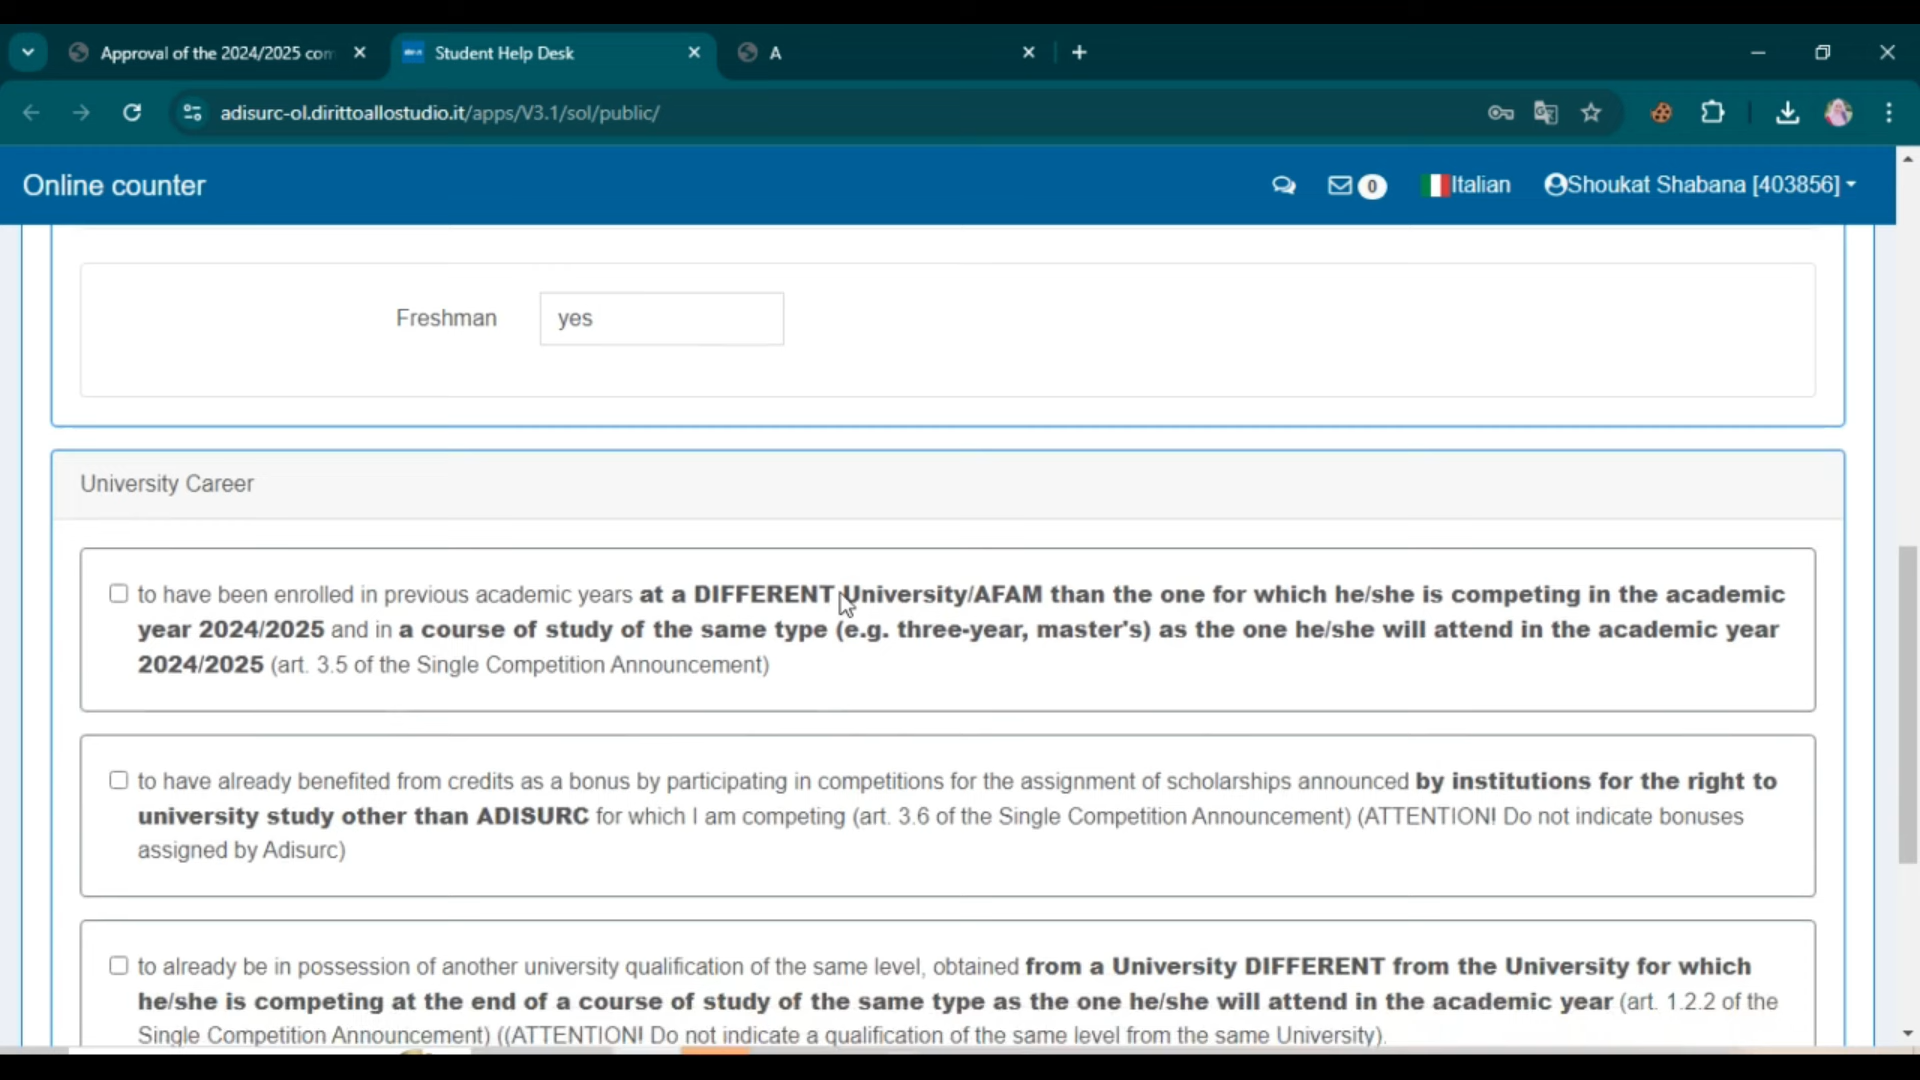 Approval of the 2024/2025 com
Student Help Desk
A
adisurc-ol.dirittoallostudio.it/apps/V3.1/sol/public/
Online counter
0
Italian
Shoukat Shabana [403856]
Freshman
yes
University Career
to have been enrolled in previous academic years at a DIFFERENT University/AFAM than the one for which he/she is competing in the academic
year 2024/2025 and in a course of study of the same type (e.g. three-year, master's) as the one he/she will attend in the academic year
2024/2025 (art. 3.5 of the Single Competition Announcement)
to have already benefited from credits as a bonus by participating in competitions for the assignment of scholarships announced by institutions for the right to
university study other than ADISURC for which I am competing (art. 3.6 of the Single Competition Announcement) (ATTENTION! Do not indicate bonuses
assigned by Adisurc)
to already be in possession of another university qualification of the same level, obtained from a University DIFFERENT from the University for which
he/she is competing at the end of a course of study of the same type as the one he/she will attend in the academic year (art. 1.2.2 of the
Single Competition Announcement) ((ATTENTION! Do not indicate a qualification of the same level from the same University).